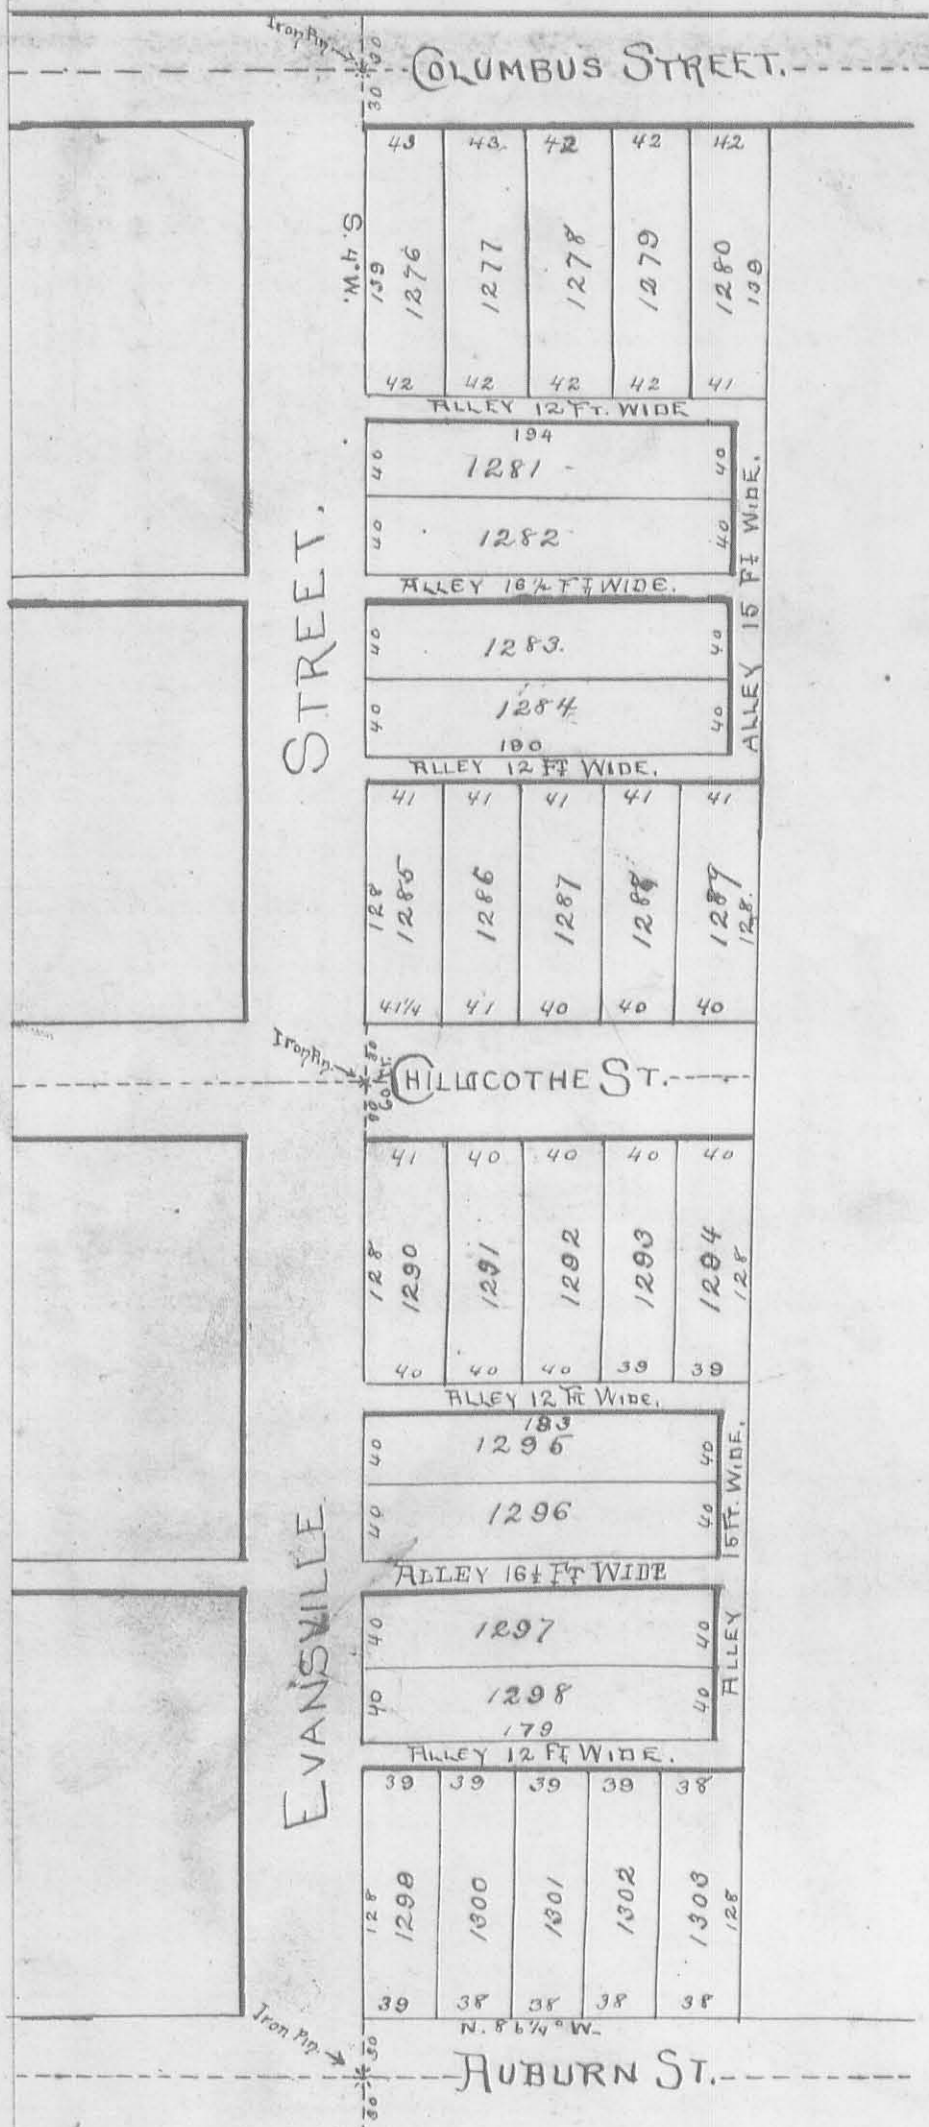 Iron Pin
30
COLUMBUS STREET.
30
43 43. 42 42 42
S. 4° W.
139 1276 1277 1278 1279 1280 139
42 42 42 42 41
ALLEY 12 FT. WIDE
194
40 1281 40
40 1282 40
ALLEY 16½ FT WIDE.
ALLEY 15 FT WIDE.
40 1283. 40
40 1284 40
190
ALLEY 12 FT WIDE.
STREET.
41 41 41 41 41
128 1285 1286 1287 1288 1289 128.
41¼ 41 40 40 40
Iron Pin
30
60 FT.
30
CHILLICOTHE ST.
41 40 40 40 40
128 1290 1291 1292 1293 1294 128
40 40 40 39 39
ALLEY 12 FT WIDE.
183
40 1295 40
40 1296 40
ALLEY 16½ FT WIDE
ALLEY 15 FT. WIDE.
40 1297 40
40 1298 40
179
ALLEY 12 FT WIDE.
EVANSVILLE
39 39 39 39 38
128 1299 1300 1301 1302 1303 128
39 38 38 38 38
N. 86¼° W.
Iron Pin
30
AUBURN ST.
30